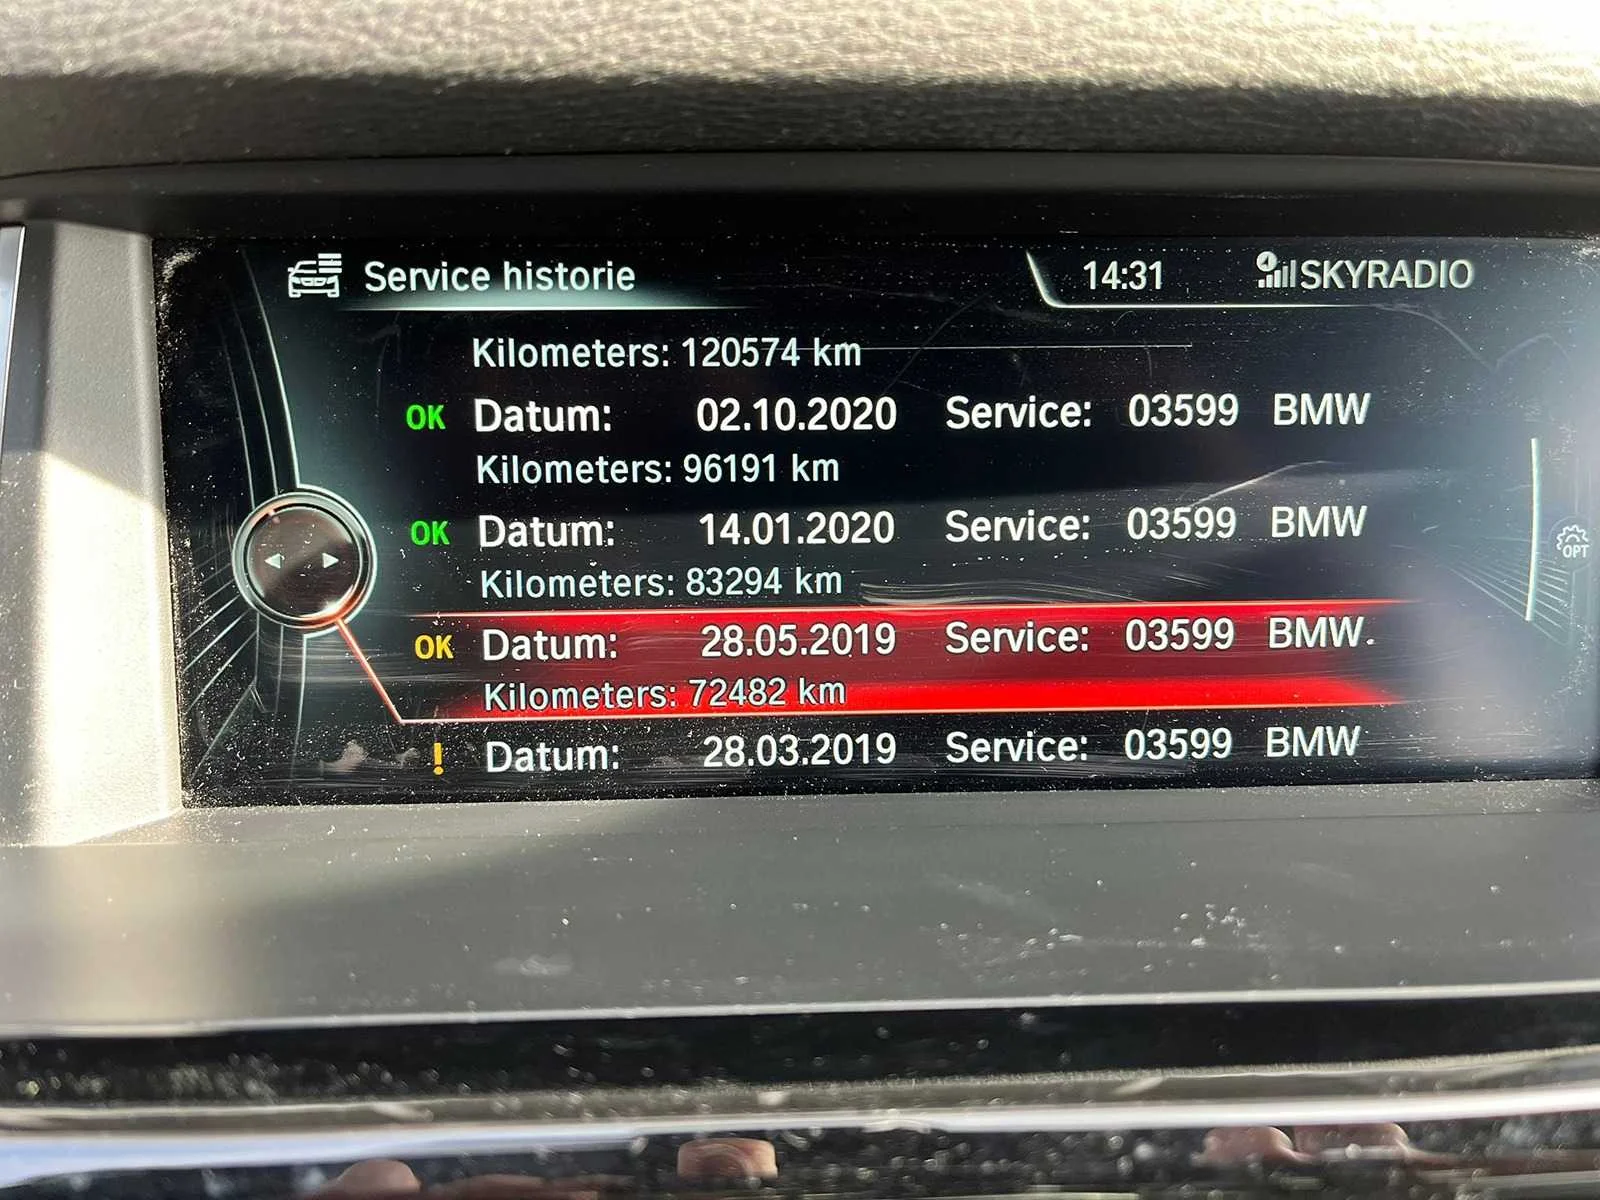 Service historie 14:31 SKYRADIO
Kilometers: 120574 km
OK Datum: 02.10.2020 Service: 03599 BMW
Kilometers: 96191 km
OK Datum: 14.01.2020 Service: 03599 BMW
Kilometers: 83294 km
OK Datum: 28.05.2019 Service: 03599 BMW.
Kilometers: 72482 km
! Datum: 28.03.2019 Service: 03599 BMW
OPT